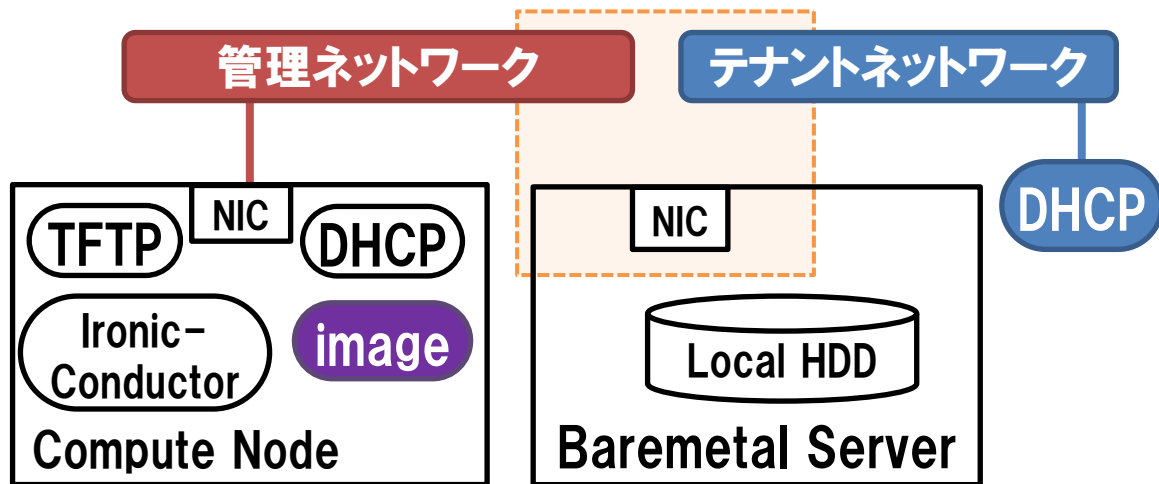 管理ネットワーク
テナントネットワーク
NIC
TFTP
DHCP
Ironic-
Conductor
image
Compute Node
NIC
Local HDD
Baremetal Server
DHCP